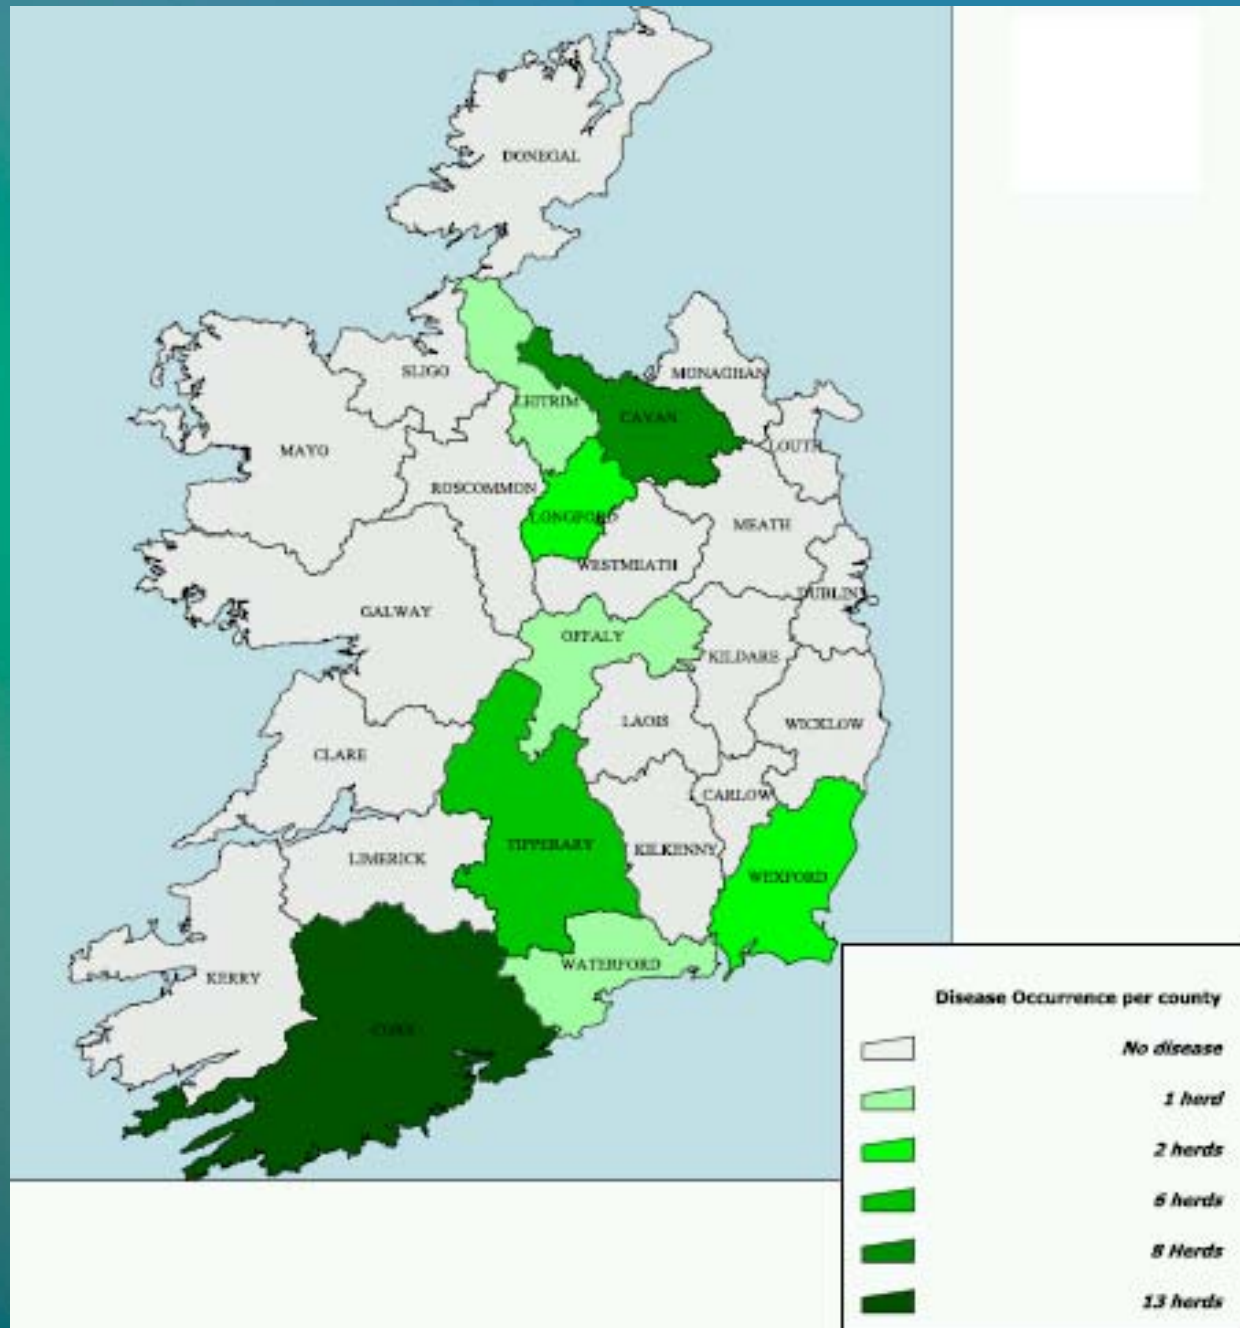 DONEGAL
SLIGO
MONAGHAN
LEITRIM
CAVAN
MAYO
LOUTH
ROSCOMMON
LONGFORD
MEATH
WESTMEATH
DUBLIN
GALWAY
OFFALY
KILDARE
LAOIS
WICKLOW
CLARE
CARLOW
TIPPERARY
KILKENNY
LIMERICK
WEXFORD
WATERFORD
KERRY
CORK
Disease Occurrence per county
No disease
1 herd
2 herds
6 herds
8 Herds
13 herds